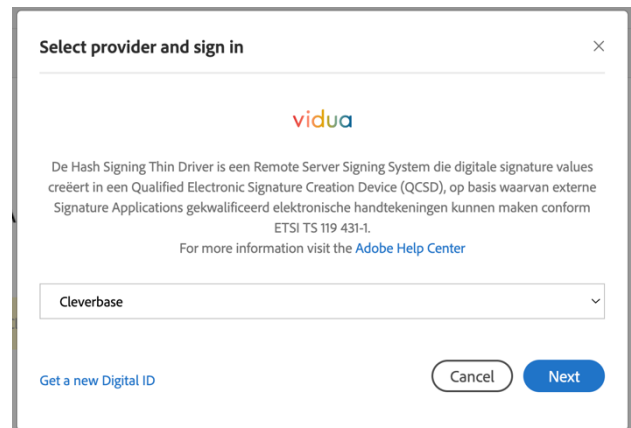 Select provider and sign in
vidua
De Hash Signing Thin Driver is een Remote Server Signing System die digitale signature values
creëert in een Qualified Electronic Signature Creation Device (QCSD), op basis waarvan externe
Signature Applications gekwalificeerd elektronische handtekeningen kunnen maken conform
ETSI TS 119 431-1.
For more information visit the Adobe Help Center
Cleverbase
Get a new Digital ID
Cancel
Next